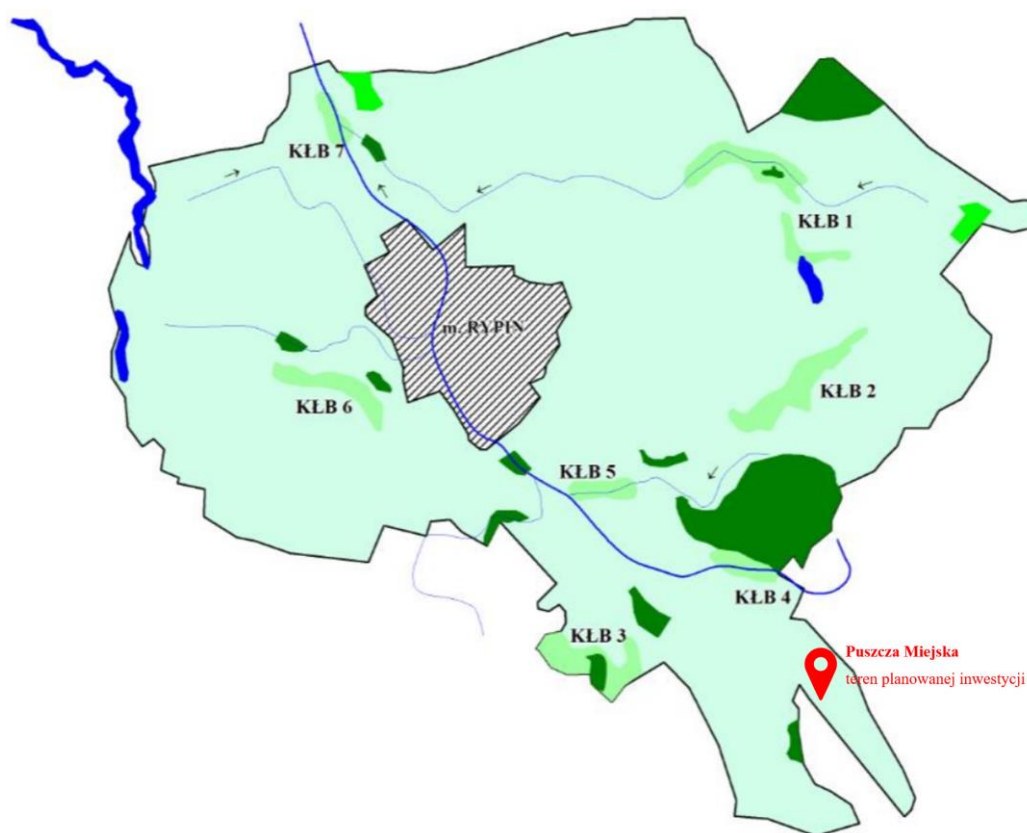 KŁB 7
KŁB 1
m. RYPIN
KŁB 2
KŁB 6
KŁB 5
KŁB 4
KŁB 3
Puszcza Miejska
teren planowanej inwestycji